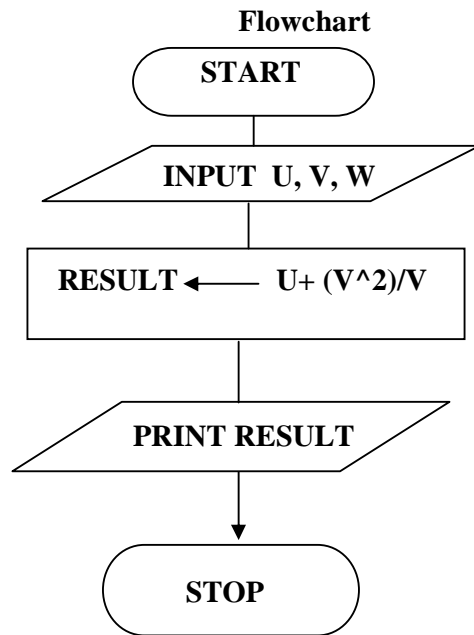 Flowchart
START
INPUT U, V, W
RESULT ← U+ (V^2)/V
PRINT RESULT
STOP